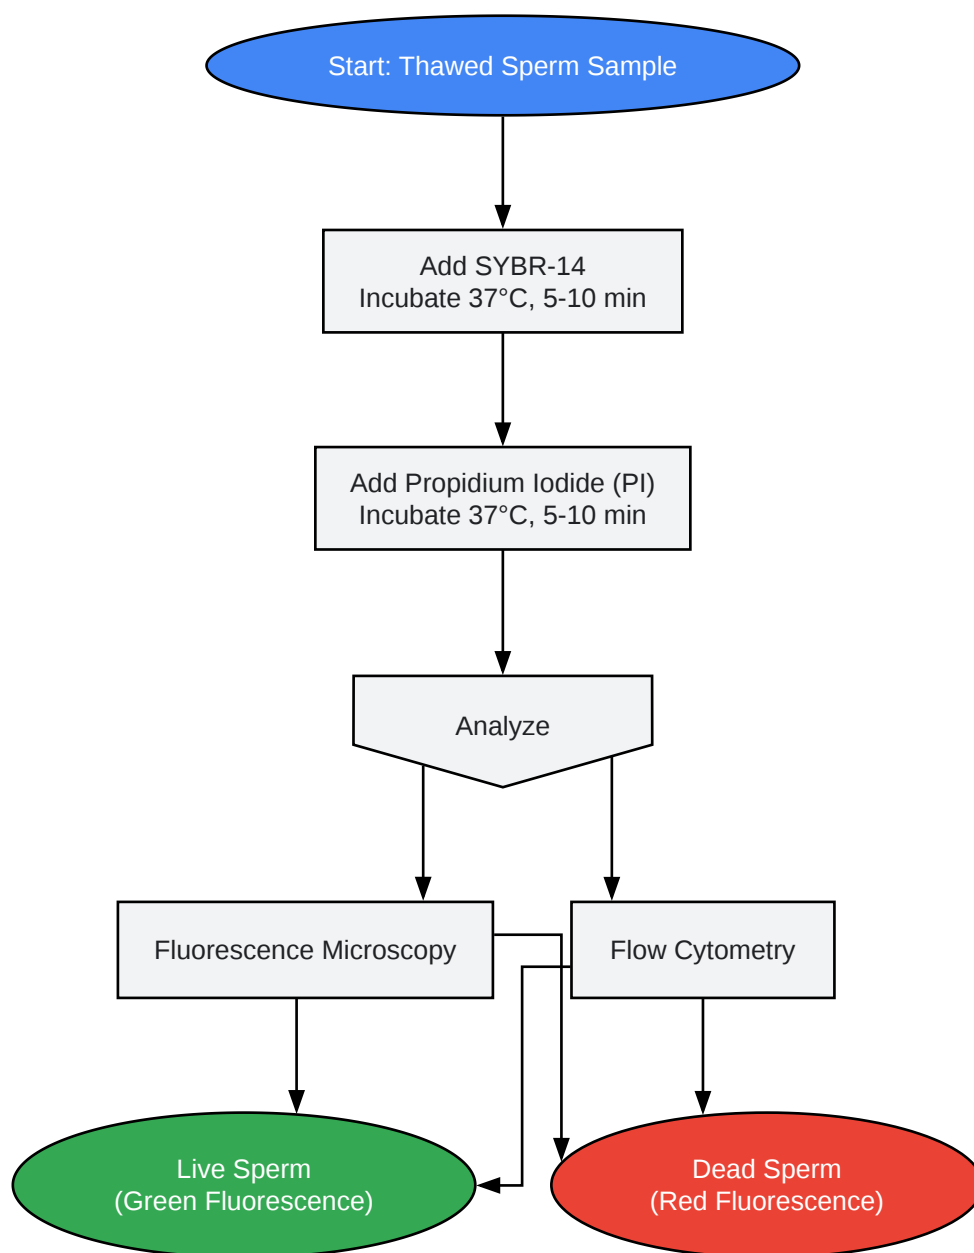 Start: Thawed Sperm Sample
Add SYBR-14
Incubate 37°C, 5-10 min
Add Propidium Iodide (PI)
Incubate 37°C, 5-10 min
Analyze
Fluorescence Microscopy
Flow Cytometry
Live Sperm
(Green Fluorescence)
Dead Sperm
(Red Fluorescence)